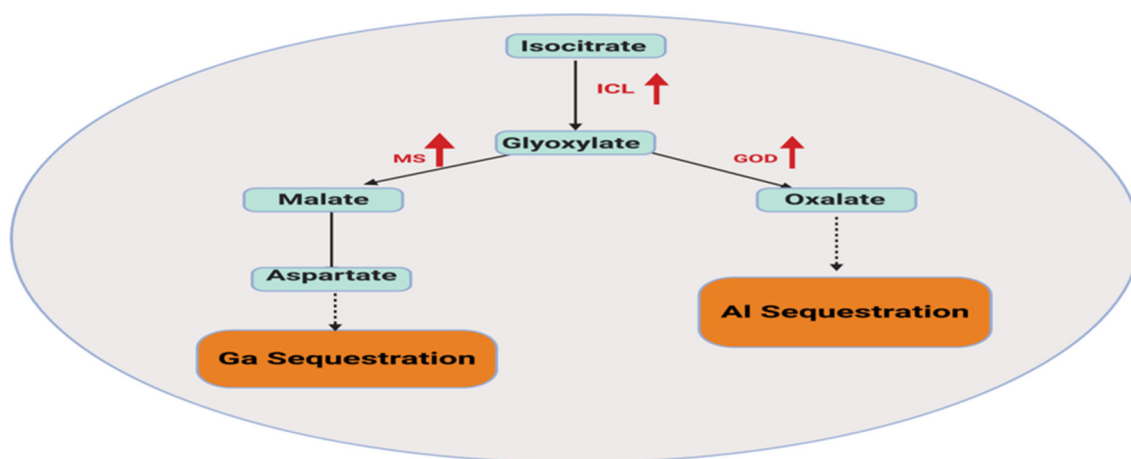 Isocitrate
ICL
Glyoxylate
MS
GOD
Malate
Oxalate
Aspartate
Al Sequestration
Ga Sequestration